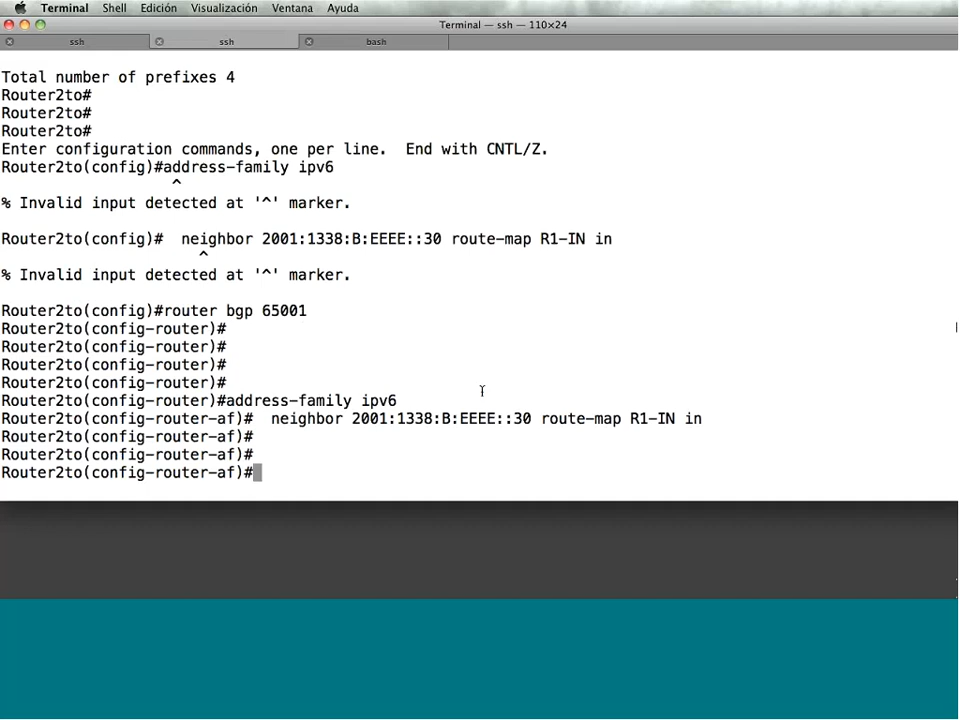 Terminal Shell Edición Visualización Ventana Ayuda
Terminal — ssh — 110×24
ssh ssh bash
Total number of prefixes 4
Router2to#
Router2to#
Router2to#
Enter configuration commands, one per line.  End with CNTL/Z.
Router2to(config)#address-family ipv6
^
% Invalid input detected at '^' marker.
Router2to(config)#  neighbor 2001:1338:B:EEEE::30 route-map R1-IN in
^
% Invalid input detected at '^' marker.
Router2to(config)#router bgp 65001
Router2to(config-router)#
Router2to(config-router)#
Router2to(config-router)#
Router2to(config-router)#
Router2to(config-router)#address-family ipv6
Router2to(config-router-af)#  neighbor 2001:1338:B:EEEE::30 route-map R1-IN in
Router2to(config-router-af)#
Router2to(config-router-af)#
Router2to(config-router-af)#